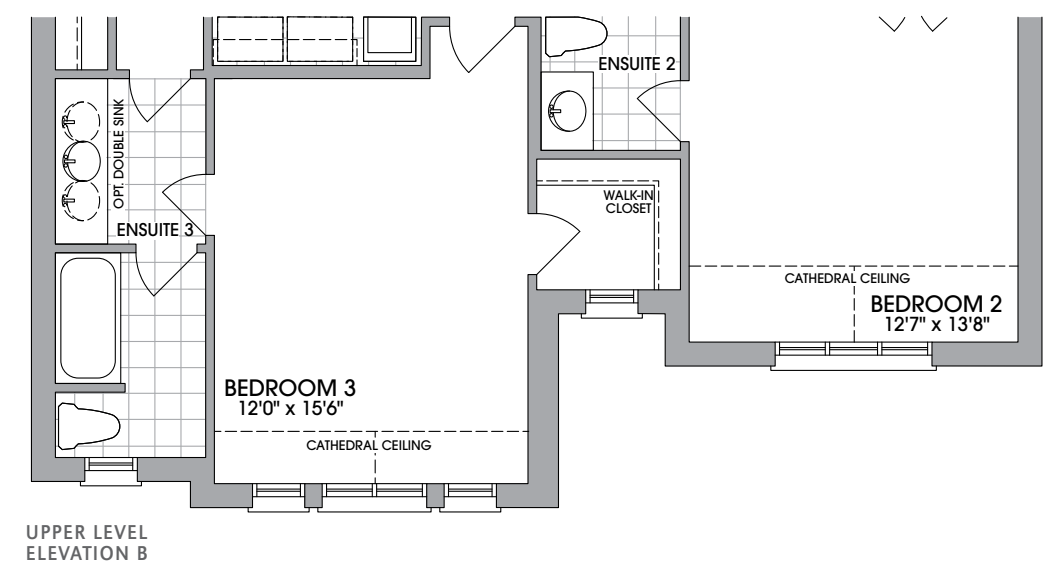 ENSUITE 2
OPT. DOUBLE SINK
WALK-IN
CLOSET
ENSUITE 3
CATHEDRAL CEILING
BEDROOM 2
12'7" x 13'8"
BEDROOM 3
12'0" x 15'6"
CATHEDRAL CEILING
UPPER LEVEL
ELEVATION B